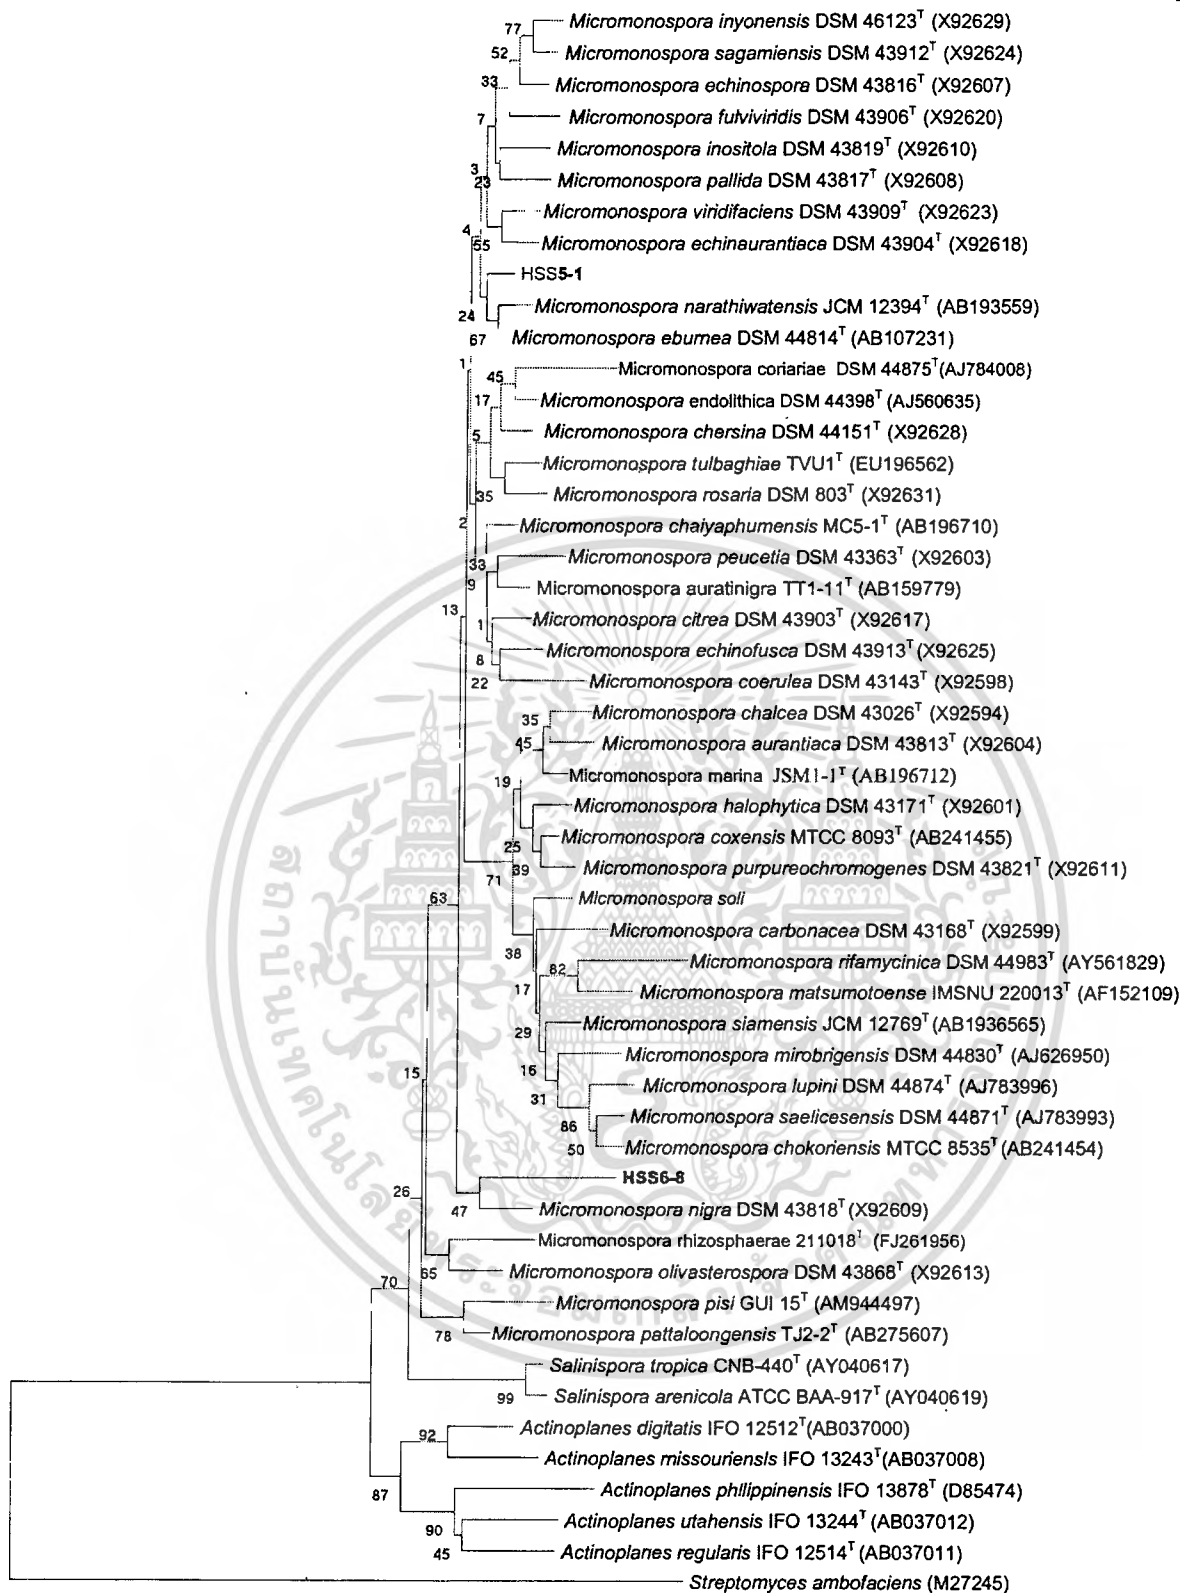 77
Micromonospora inyonensis DSM 46123ᵀ (X92629)
52
Micromonospora sagamiensis DSM 43912ᵀ (X92624)
33
Micromonospora echinospora DSM 43816ᵀ (X92607)
7
Micromonospora fulviviridis DSM 43906ᵀ (X92620)
Micromonospora inositola DSM 43819ᵀ (X92610)
3
23
Micromonospora pallida DSM 43817ᵀ (X92608)
Micromonospora viridifaciens DSM 43909ᵀ (X92623)
4
55
Micromonospora echinaurantiaca DSM 43904ᵀ (X92618)
HSS5-1
24
Micromonospora narathiwatensis JCM 12394ᵀ (AB193559)
67
Micromonospora eburnea DSM 44814ᵀ (AB107231)
1
45
Micromonospora coriariae DSM 44875ᵀ(AJ784008)
17
Micromonospora endolithica DSM 44398ᵀ (AJ560635)
5
Micromonospora chersina DSM 44151ᵀ (X92628)
Micromonospora tulbaghiae TVU1ᵀ (EU196562)
35
Micromonospora rosaria DSM 803ᵀ (X92631)
2
Micromonospora chaiyaphumensis MC5-1ᵀ (AB196710)
33
Micromonospora peucetia DSM 43363ᵀ (X92603)
9
Micromonospora auratinigra TT1-11ᵀ (AB159779)
13
1
Micromonospora citrea DSM 43903ᵀ (X92617)
8
Micromonospora echinofusca DSM 43913ᵀ (X92625)
22
Micromonospora coerulea DSM 43143ᵀ (X92598)
35
Micromonospora chalcea DSM 43026ᵀ (X92594)
45
Micromonospora aurantiaca DSM 43813ᵀ (X92604)
Micromonospora marina JSM1-1ᵀ (AB196712)
19
Micromonospora halophytica DSM 43171ᵀ (X92601)
25
Micromonospora coxensis MTCC 8093ᵀ (AB241455)
71
39
Micromonospora purpureochromogenes DSM 43821ᵀ (X92611)
63
Micromonospora soli
38
Micromonospora carbonacea DSM 43168ᵀ (X92599)
82
Micromonospora rifamycinica DSM 44983ᵀ (AY561829)
17
Micromonospora matsumotoense IMSNU 220013ᵀ (AF152109)
29
Micromonospora siamensis JCM 12769ᵀ(AB1936565)
15
16
Micromonospora mirobrigensis DSM 44830ᵀ (AJ626950)
31
Micromonospora lupini DSM 44874ᵀ (AJ783996)
86
Micromonospora saelicesensis DSM 44871ᵀ (AJ783993)
50
Micromonospora chokoriensis MTCC 8535ᵀ(AB241454)
HSS6-8
26
47
Micromonospora nigra DSM 43818ᵀ (X92609)
Micromonospora rhizosphaerae 211018ᵀ (FJ261956)
65
Micromonospora olivasterospora DSM 43868ᵀ (X92613)
70
Micromonospora pisi GUI 15ᵀ (AM944497)
78
Micromonospora pattaloongensis TJ2-2ᵀ (AB275607)
Salinispora tropica CNB-440ᵀ (AY040617)
99
Salinispora arenicola ATCC BAA-917ᵀ (AY040619)
92
Actinoplanes digitatis IFO 12512ᵀ(AB037000)
Actinoplanes missouriensis IFO 13243ᵀ(AB037008)
87
Actinoplanes philippinensis IFO 13878ᵀ (D85474)
90
Actinoplanes utahensis IFO 13244ᵀ (AB037012)
45
Actinoplanes regularis IFO 12514ᵀ (AB037011)
Streptomyces ambofaciens (M27245)